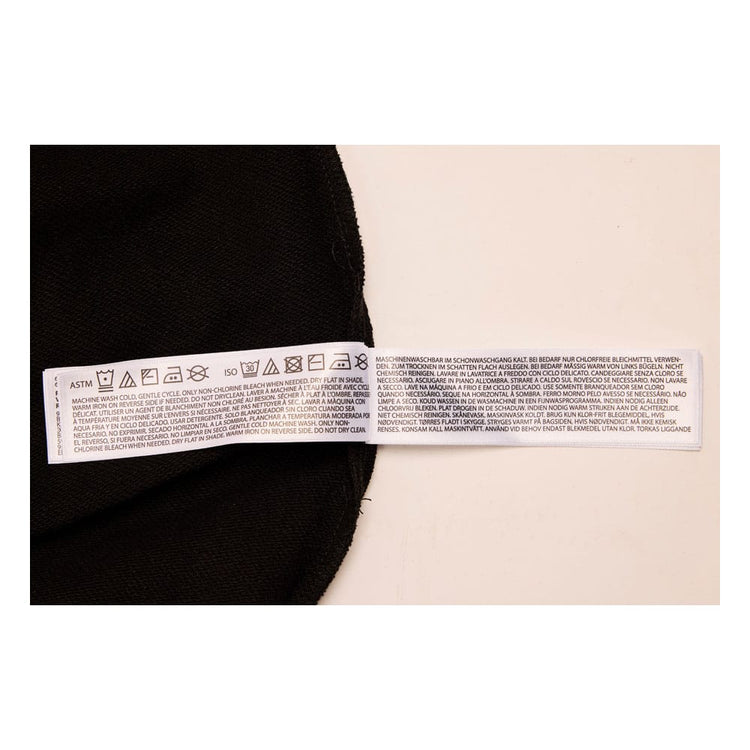 ASTM
ISO 30
MACHINE WASH COLD, GENTLE CYCLE. ONLY NON-CHLORINE BLEACH WHEN NEEDED. DRY FLAT IN SHADE.
WARM IRON ON REVERSE SIDE IF NEEDED. DO NOT DRYCLEAN. LAVER À MACHINE À L'AU FROIDE AVEC CYCLE
DÉLICAT. UTILISER UN AGENT DE BLANCHIMENT NON CHLORÉ AU BESION. SÉCHER À PLAT À L'OMBRE. REPASSE
À TEMPÉRATURE MOYENNE SUR L'ENVERS SI NÉCESSAIRE. NE PAS NETTOYER À SEC. LAVAR A MÁQUINA CON
AQUA FRIA Y EN CICLO DELICADO. USAR SOLO BLANQUEADOR SIN CLORO CUANDO SEA
NECESARIO. NO EXPRIMIR. SECADO HORIZONTAL A LA SOMBRA. PLANCHAR A TEMPERATURA MODERADA POR
EL REVERSO, SI FUERA NECESARIO. NO LIMPIAR EN SECO. GENTLE COLD MACHINE WASH. ONLY NON-
CHLORINE BLEACH WHEN NEEDED. DRY FLAT IN SHADE. WARM IRON ON REVERSE SIDE IF NEEDED. DO NOT DRY CLEAN.
MASCHINENWASCHBAR IM SCHONWASCHGANG KALT. BEI BEDARF NUR CHLORFREIE BLEICHMITTEL VERWEN-
DEN. ZUM TROCKNEN IM SCHATTEN FLACH AUSLEGEN. BEI BEDARF MÄSSIG WARM VON LINKS BÜGELN. NICHT
CHEMISCH REINIGEN. LAVARE IN LAVATRICE A FREDDO CON CICLO DELICATO. CANDEGGIARE SENZA CLORO SE
NECESSARIO. ASCIUGARE IN PIANO ALL'OMBRA. STIRARE A CALDO SUL ROVESCIO SE NECESSARIO. NON LAVARE
A SECCO. LAVE NA MÁQUINA A FRIO E EM CICLO DELICADO. USE SOMENTE BRANQUEADOR SEM CLORO
QUANDO NECESSÁRIO. SEQUE NA HORIZONTAL À SOMBRA. FERRO MORNO PELO AVESSO SE NECESSÁRIO. NÃO
LIMPE A SECO. KOUD WASSEN IN DE WASMACHINE IN EEN FIJNWASPROGRAMMA. INDIEN NODIG ALLEEN
CHLOORVRIJ BLEKEN. PLAT DROGEN IN DE SCHADUW. INDIEN NODIG WARM STRIJKEN AAN DE ACHTERZIJDE.
NIET CHEMISCH REINIGEN. SKÅNEVASK. MASKINVASKES KOLDT. BRUG KUN KLOR-FRIT BLEGEMIDDEL, HVIS
NØDVENDIGT. TØRRES FLADT I SKYGGE. STRYGES VARMT PÅ BAGSIDEN, HVIS NØDVENDIGT. MÅ IKKE KEMISK
RENSES. KONSAM KALL MASKINTVÄTT. ANVÄND VID BEHOV ENDAST BLEKMEDEL UTAN KLOR. TORKAS LIGGANDE